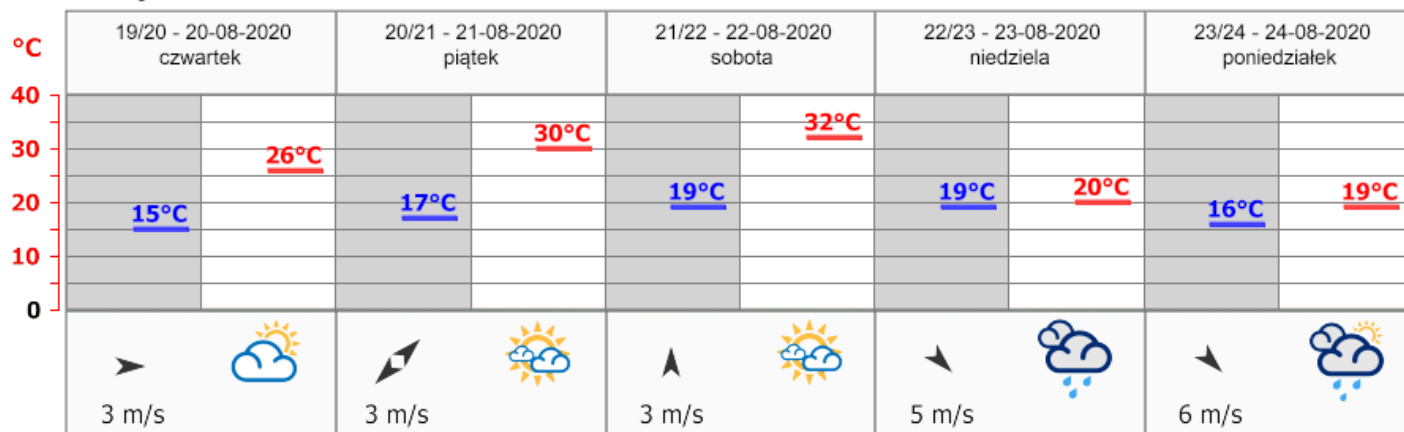 19/20 - 20-08-2020
czwartek
20/21 - 21-08-2020
piątek
21/22 - 22-08-2020
sobota
22/23 - 23-08-2020
niedziela
23/24 - 24-08-2020
poniedziałek
°C
40
30
20
10
0
15°C
26°C
17°C
30°C
19°C
32°C
19°C
20°C
16°C
19°C
3 m/s
3 m/s
3 m/s
5 m/s
6 m/s